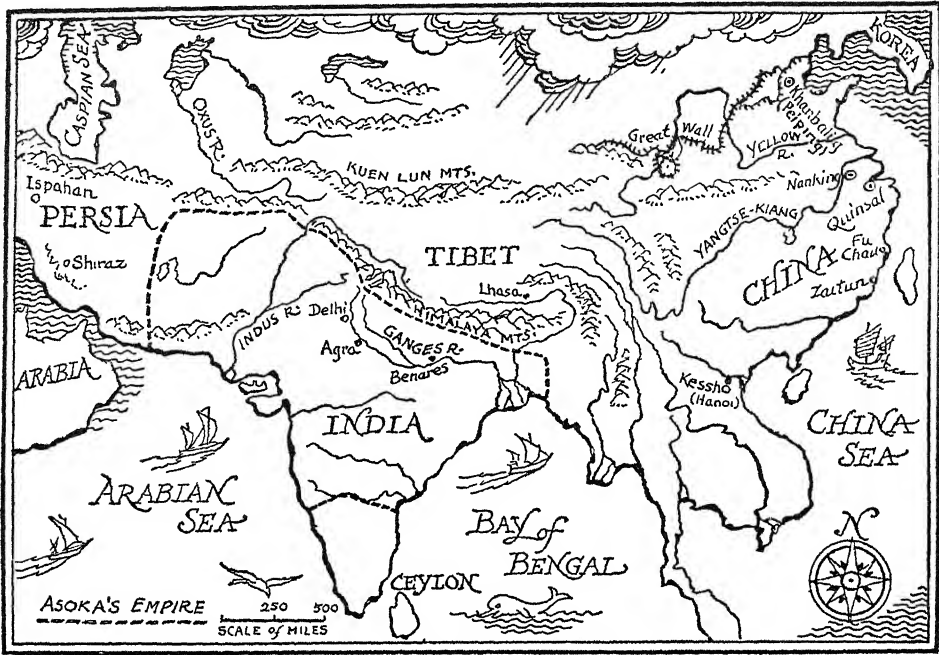 CASPIAN SEA
OXUS R.
KOREA
Khanbalig
(Peiping)
Great Wall
YELLOW
R.
KUEN LUN MTS.
Ispahan
PERSIA
Nanking
Quinsai
YANGTSE-KIANG
Shiraz
TIBET
CHINA
Fu
Chau
Lhasa
Zaitun
INDUS R.
Delhi
HIMALAYA
MTS.
Agra
GANGES R.
Benares
ARABIA
Kessho
(Hanoi)
INDIA
CHINA
SEA
ARABIAN
SEA
BAY of
BENGAL
N
CEYLON
ASOKA'S EMPIRE
250 500
SCALE of MILES